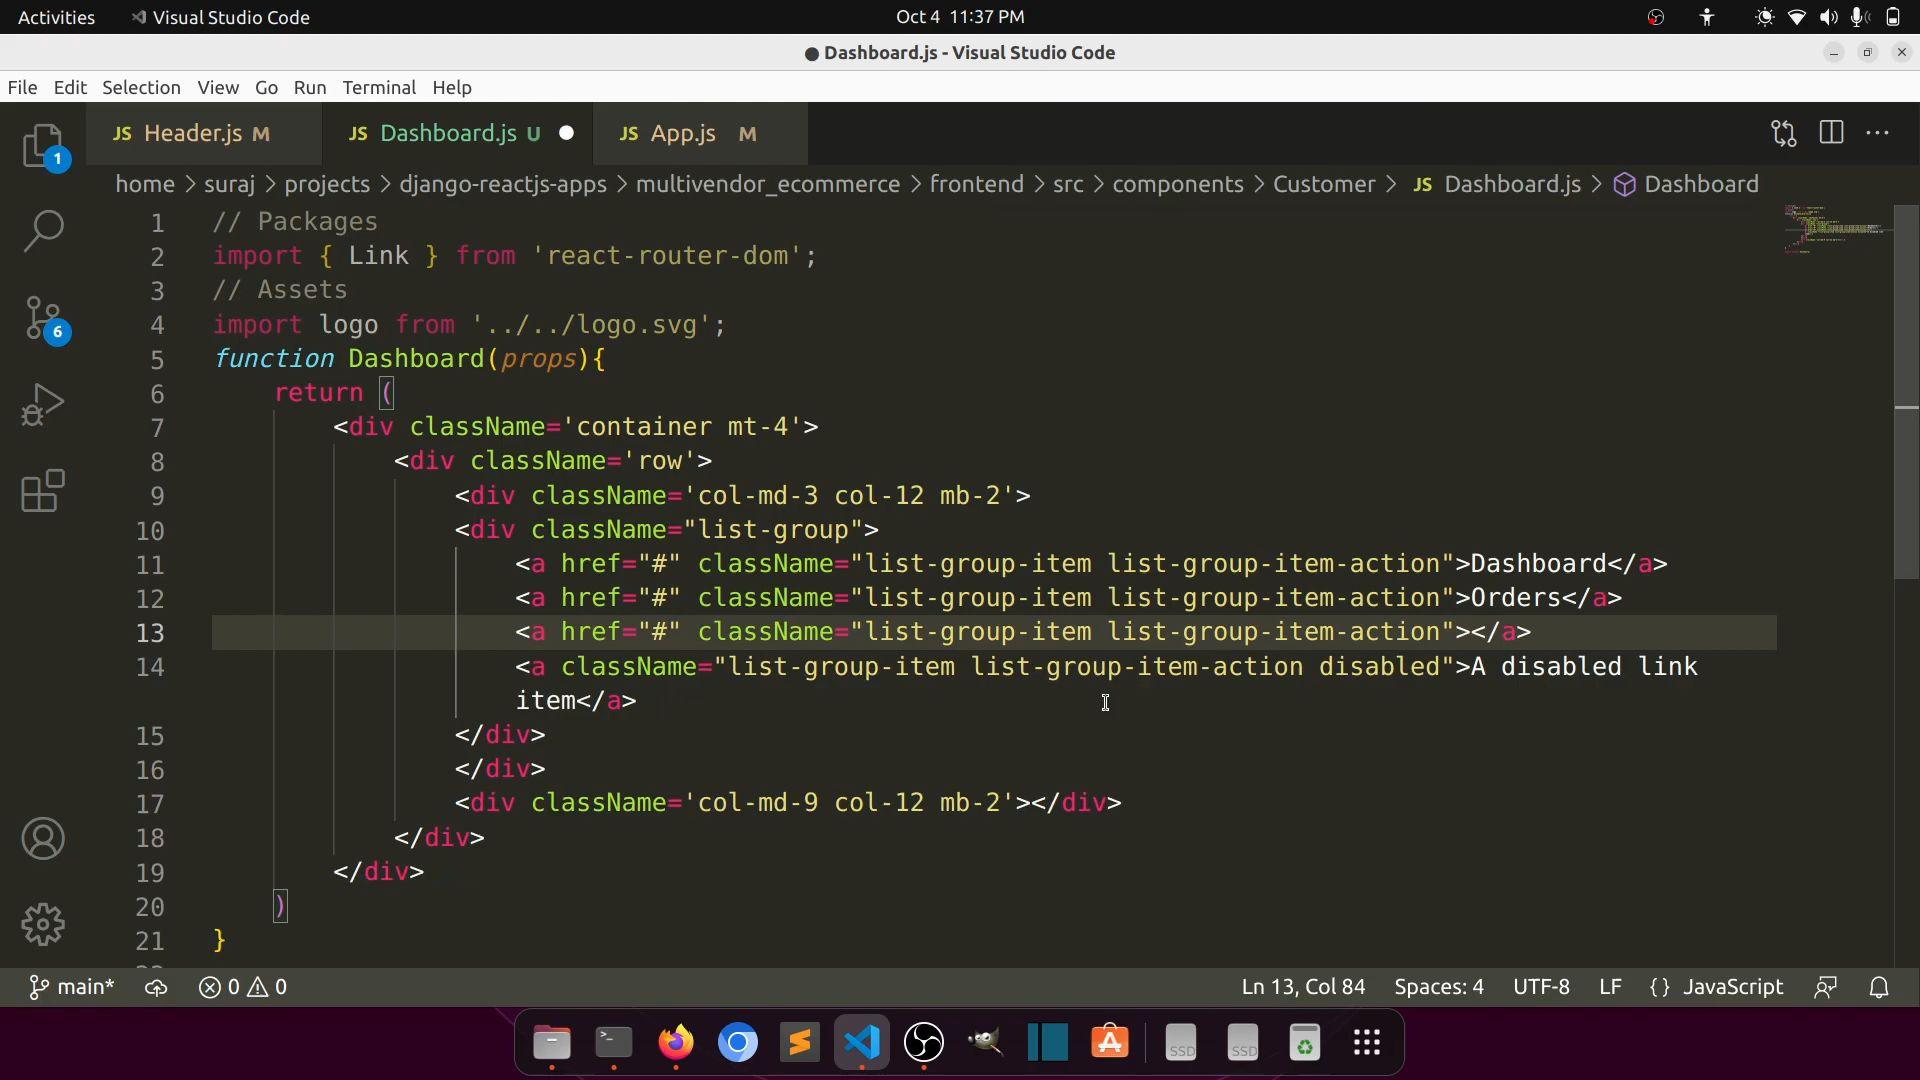 Activities Visual Studio Code Oct 4 11:37 PM
● Dashboard.js - Visual Studio Code
File Edit Selection View Go Run Terminal Help
JS Header.js M JS Dashboard.js U JS App.js M
1
home > suraj > projects > django-reactjs-apps > multivendor_ecommerce > frontend > src > components > Customer > JS Dashboard.js > Dashboard
1 // Packages
2 import { Link } from 'react-router-dom';
3 // Assets
4 import logo from '../../logo.svg';
6
5 function Dashboard(props){
6 return (
7 <div className='container mt-4'>
8 <div className='row'>
9 <div className='col-md-3 col-12 mb-2'>
10 <div className="list-group">
11 <a href="#" className="list-group-item list-group-item-action">Dashboard</a>
12 <a href="#" className="list-group-item list-group-item-action">Orders</a>
13 <a href="#" className="list-group-item list-group-item-action"></a>
14 <a className="list-group-item list-group-item-action disabled">A disabled link
item</a>
15 </div>
16 </div>
17 <div className='col-md-9 col-12 mb-2'></div>
18 </div>
19 </div>
20 )
21 }
main* 0 0 Ln 13, Col 84 Spaces: 4 UTF-8 LF {} JavaScript
SSD SSD